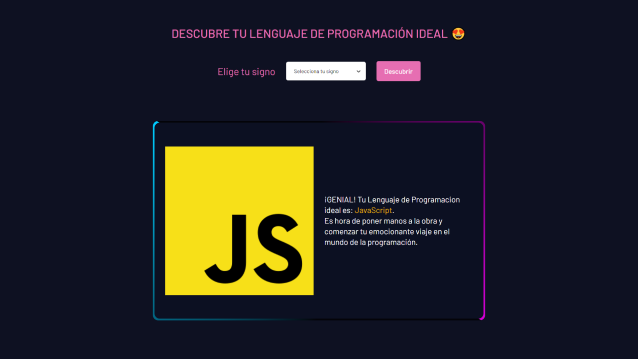 DESCUBRE TU LENGUAJE DE PROGRAMACIÓN IDEAL 😍
Elige tu signo
Selecciona tu signo
Descubrir
JS
¡GENIAL! Tu Lenguaje de Programacion
ideal es: JavaScript.
Es hora de poner manos a la obra y
comenzar tu emocionante viaje en el
mundo de la programación.